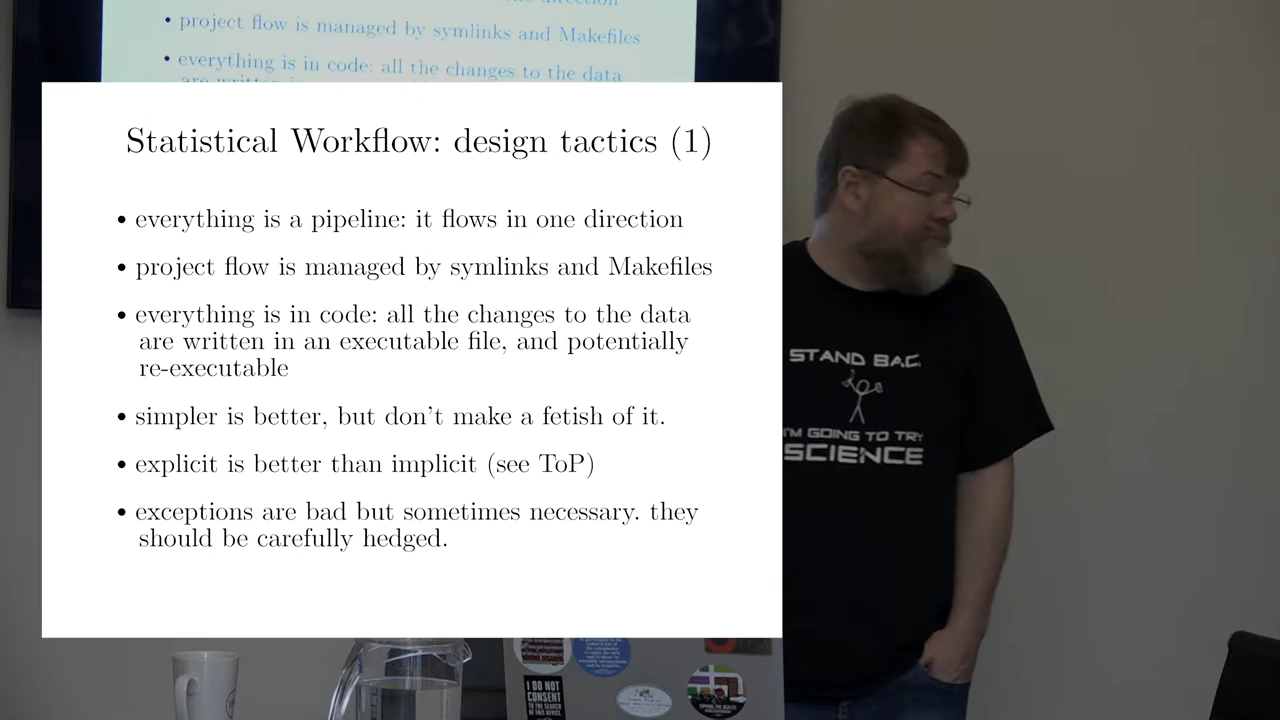 direction
• project flow is managed by symlinks and Makefiles
• everything is in code: all the changes to the data
Statistical Workflow: design tactics (1)
• everything is a pipeline: it flows in one direction
• project flow is managed by symlinks and Makefiles
• everything is in code: all the changes to the data
are written in an executable file, and potentially
re-executable
• simpler is better, but don't make a fetish of it.
• explicit is better than implicit (see ToP)
• exceptions are bad but sometimes necessary. they
should be carefully hedged.
STAND BAC
I'M GOING TO TRY
SCIENCE
I DO NOT
CONSENT
TO THE SEARCH
OF THIS DEVICE